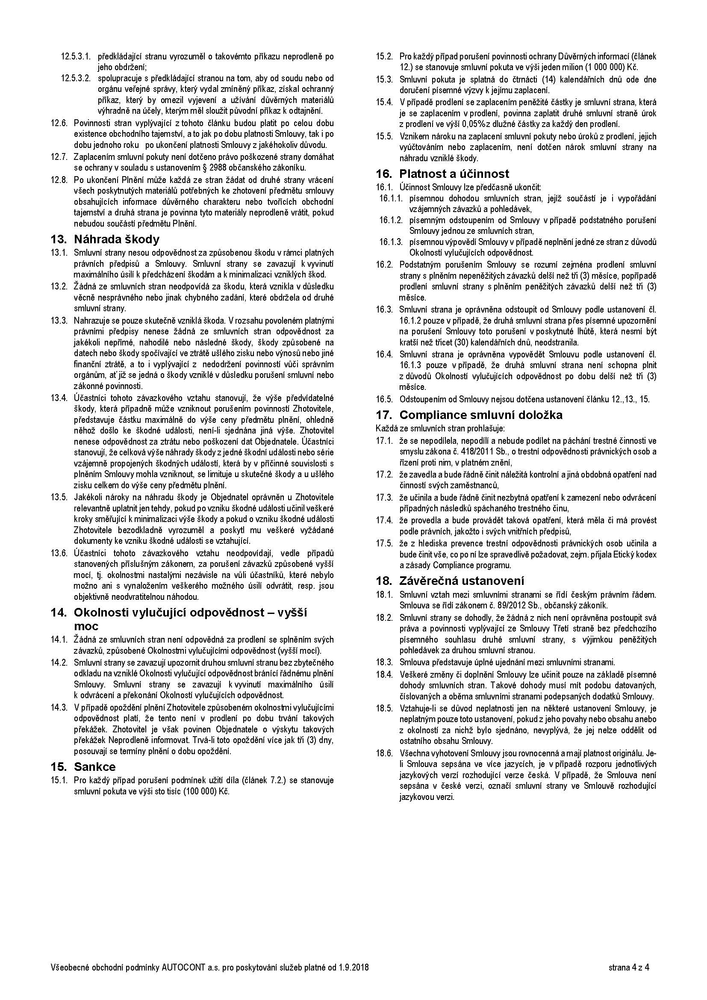 12.5.3.1. předkládající stranu vyrozuměl o takovémto příkazu neprodleně po
jeho obdržení;
12.5.3.2. spolupracuje s předkládající stranou na tom, aby od soudu nebo od
orgánu veřejné správy, který vydal zmíněný příkaz, získal ochranný
příkaz, který by omezil vyjevení a užívání důvěrných materiálů
výhradně na účely, kterým měl sloužit původní příkaz k odtajnění.
12.6. Povinnosti stran vyplývající z tohoto článku budou platit po celou dobu
existence obchodního tajemství, a to jak po dobu platnosti Smlouvy, tak i po
dobu jednoho roku po ukončení platnosti Smlouvy z jakéhokoliv důvodu.
12.7. Zaplacením smluvní pokuty není dotčeno právo poškozené strany domáhat
se ochrany v souladu s ustanovením § 2988 občanského zákoníku.
12.8. Po ukončení Plnění může každá ze stran žádat od druhé strany vrácení
všech poskytnutých materiálů potřebných ke zhotovení předmětu smlouvy
obsahujících informace důvěrného charakteru nebo tvořících obchodní
tajemství a druhá strana je povinna tyto materiály neprodleně vrátit, pokud
nebudou součástí předmětu Plnění.
13. Náhrada škody
13.1. Smluvní strany nesou odpovědnost za způsobenou škodu v rámci platných
právních předpisů a Smlouvy. Smluvní strany se zavazují k vyvinutí
maximálního úsilí k předcházení škodám a k minimalizaci vzniklých škod.
13.2. Žádná ze smluvních stran neodpovídá za škodu, která vznikla v důsledku
věcně nesprávného nebo jinak chybného zadání, které obdržela od druhé
smluvní strany.
13.3. Nahrazuje se pouze skutečně vzniklá škoda. V rozsahu povoleném platnými
právními předpisy nenese žádná ze smluvních stran odpovědnost za
jakékoli nepřímé, nahodilé nebo následné škody, škody způsobené na
datech nebo škody spočívající ve ztrátě ušlého zisku nebo výnosů nebo jiné
finanční ztrátě, a to i vyplývající z nedodržení povinností vůči správním
orgánům, ať již se jedná o škody vzniklé v důsledku porušení smluvní nebo
zákonné povinnosti.
13.4. Účastníci tohoto závazkového vztahu stanovují, že výše předvídatelné
škody, která případně může vzniknout porušením povinností Zhotovitele,
představuje částku maximálně do výše ceny předmětu plnění, ohledně
něhož došlo ke škodné události, není-li sjednána jiná výše. Zhotovitel
nenese odpovědnost za ztrátu nebo poškození dat Objednatele. Účastníci
stanovují, že celková výše náhrady škody z jedné škodní události nebo série
vzájemně propojených škodných událostí, která by v příčinné souvislosti s
plněním Smlouvy mohla vzniknout, se limituje u skutečné škody a u ušlého
zisku celkem do výše ceny předmětu plnění.
13.5. Jakékoli nároky na náhradu škody je Objednatel oprávněn u Zhotovitele
relevantně uplatnit jen tehdy, pokud po vzniku škodné události učinil veškeré
kroky směřující k minimalizaci výše škody a pokud o vzniku škodné události
Zhotovitele bezodkladně vyrozuměl a poskytl mu veškeré vyžádané
dokumenty ke vzniku škodné události se vztahující.
13.6. Účastníci tohoto závazkového vztahu neodpovídají, vedle případů
stanovených příslušným zákonem, za porušení závazků způsobené vyšší
mocí, tj. okolnostmi nastalými nezávisle na vůli účastníků, které nebylo
možno ani s vynaložením veškerého možného úsilí odvrátit, resp. jsou
objektivně neodvratitelnou náhodou.
14. Okolnosti vylučující odpovědnost – vyšší
moc
14.1. Žádná ze smluvních stran není odpovědná za prodlení se splněním svých
závazků, způsobené Okolnostmi vylučujícími odpovědnost (vyšší mocí).
14.2. Smluvní strany se zavazují upozornit druhou smluvní stranu bez zbytečného
odkladu na vzniklé Okolnosti vylučující odpovědnost bránící řádnému plnění
Smlouvy. Smluvní strany se zavazují k vyvinutí maximálního úsilí
k odvrácení a překonání Okolností vylučujících odpovědnost.
14.3. V případě opoždění plnění Zhotovitele způsobeném okolnostmi vylučujícími
odpovědnost platí, že tento není v prodlení po dobu trvání takových
překážek. Zhotovitel je však povinen Objednatele o výskytu takových
překážek Neprodleně informovat. Trvá-li toto opoždění více jak tři (3) dny,
posouvají se termíny plnění o dobu opoždění.
15. Sankce
15.1. Pro každý případ porušení podmínek užití díla (článek 7.2.) se stanovuje
smluvní pokuta ve výši sto tisíc (100 000) Kč.
15.2. Pro každý případ porušení povinnosti ochrany Důvěrných informací (článek
12.) se stanovuje smluvní pokuta ve výši jeden milion (1 000 000) Kč.
15.3. Smluvní pokuta je splatná do čtrnácti (14) kalendářních dnů ode dne
doručení písemné výzvy k jejímu zaplacení.
15.4. V případě prodlení se zaplacením peněžité částky je smluvní strana, která
je se zaplacením v prodlení, povinna zaplatit druhé smluvní straně úrok
z prodlení ve výší 0,05%z dlužné částky za každý den prodlení.
15.5. Vznikem nároku na zaplacení smluvní pokuty nebo úroků z prodlení, jejich
vyúčtováním nebo zaplacením, není dotčen nárok smluvní strany na
náhradu vzniklé škody.
16. Platnost a účinnost
16.1. Účinnost Smlouvy lze předčasně ukončit:
16.1.1. písemnou dohodou smluvních stran, jejíž součástí je i vypořádání
vzájemných závazků a pohledávek,
16.1.2. písemným odstoupením od Smlouvy v případě podstatného porušení
Smlouvy jednou ze smluvních stran,
16.1.3. písemnou výpovědí Smlouvy v případě neplnění jedné ze stran z důvodů
Okolností vylučujících odpovědnost.
16.2. Podstatným porušením Smlouvy se rozumí zejména prodlení smluvní
strany s plněním nepeněžitých závazků delší než tři (3) měsíce, popřípadě
prodlení smluvní strany s plněním peněžitých závazků delší než tři (3)
měsíce.
16.3. Smluvní strana je oprávněna odstoupit od Smlouvy podle ustanovení čl.
16.1.2 pouze v případě, že druhá smluvní strana přes písemné upozornění
na porušení Smlouvy toto porušení v poskytnuté lhůtě, která nesmí být
kratší než třicet (30) kalendářních dnů, neodstranila.
16.4. Smluvní strana je oprávněna vypovědět Smlouvu podle ustanovení čl.
16.1.3 pouze v případě, že druhá smluvní strana není schopna plnit
z důvodů Okolností vylučujících odpovědnost po dobu delší než tři (3)
měsíce.
16.5. Odstoupením od Smlouvy nejsou dotčena ustanovení článku 12.,13., 15.
17. Compliance smluvní doložka
Každá ze smluvních stran prohlašuje:
17.1. že se nepodílela, nepodílí a nebude podílet na páchání trestné činnosti ve
smyslu zákona č. 418/2011 Sb., o trestní odpovědnosti právnických osob a
řízení proti nim, v platném znění,
17.2. že zavedla a bude řádně činit náležitá kontrolní a jiná obdobná opatření nad
činností svých zaměstnanců,
17.3. že učinila a bude řádně činit nezbytná opatření k zamezení nebo odvrácení
případných následků spáchaného trestného činu,
17.4. že provedla a bude provádět taková opatření, která měla či má provést
podle právních, jakožto i svých vnitřních předpisů,
17.5. že z hlediska prevence trestní odpovědnosti právnických osob učinila a
bude činit vše, co po ní lze spravedlivě požadovat, zejm. přijala Etický kodex
a zásady Compliance programu.
18. Závěrečná ustanovení
18.1. Smluvní vztah mezi smluvními stranami se řídí českým právním řádem.
Smlouva se řídí zákonem č. 89/2012 Sb., občanský zákoník.
18.2. Smluvní strany se dohodly, že žádná z nich není oprávněna postoupit svá
práva a povinnosti vyplývající ze Smlouvy Třetí straně bez předchozího
písemného souhlasu druhé smluvní strany, s výjimkou peněžitých
pohledávek za druhou smluvní stranou.
18.3. Smlouva představuje úplné ujednání mezi smluvními stranami.
18.4. Veškeré změny či doplnění Smlouvy lze učinit pouze na základě písemné
dohody smluvních stran. Takové dohody musí mít podobu datovaných,
číslovaných a oběma smluvními stranami podepsaných dodatků Smlouvy.
18.5. Vztahuje-li se důvod neplatnosti jen na některé ustanovení Smlouvy, je
neplatným pouze toto ustanovení, pokud z jeho povahy nebo obsahu anebo
z okolností za nichž bylo sjednáno, nevyplývá, že jej nelze oddělit od
ostatního obsahu Smlouvy.
18.6. Všechna vyhotovení Smlouvy jsou rovnocenná a mají platnost originálu. Je-
li Smlouva sepsána ve více jazycích, je v případě rozporu jednotlivých
jazykových verzí rozhodující verze česká. V případě, že Smlouva není
sepsána v české verzi, označí smluvní strany ve Smlouvě rozhodující
jazykovou verzi.
Všeobecné obchodní podmínky AUTOCONT a.s. pro poskytování služeb platné od 1.9.2018
strana 4 z 4